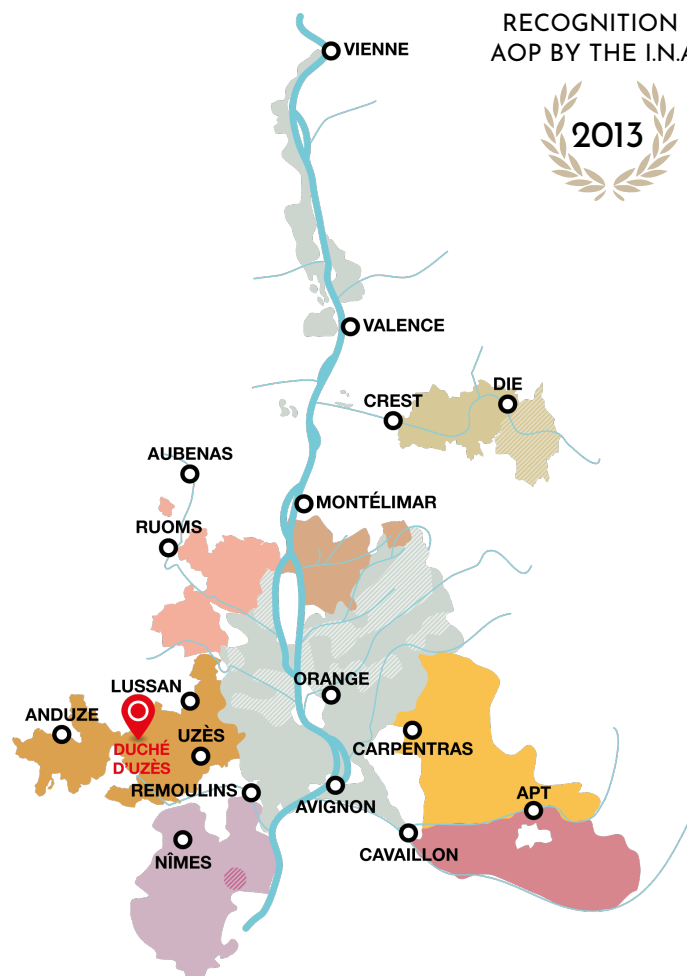 RECOGNITION
AOP BY THE I.N.A
2013
VIENNE
VALENCE
DIE
CREST
AUBENAS
MONTÉLIMAR
RUOMS
ORANGE
LUSSAN
ANDUZE
UZÈS
DUCHÉ
D'UZÈS
CARPENTRAS
REMOULINS
AVIGNON
APT
CAVAILLON
NÎMES